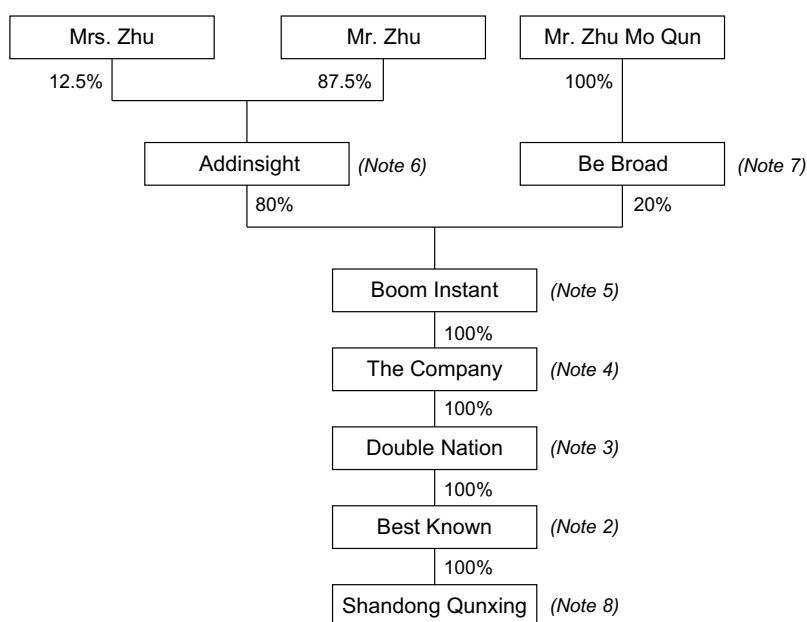 Mrs. Zhu Mr. Zhu Mr. Zhu Mo Qun
12.5% 87.5% 100%
Addinsight (Note 6) Be Broad (Note 7)
80% 20%
Boom Instant (Note 5)
100%
The Company (Note 4)
100%
Double Nation (Note 3)
100%
Best Known (Note 2)
100%
Shandong Qunxing (Note 8)